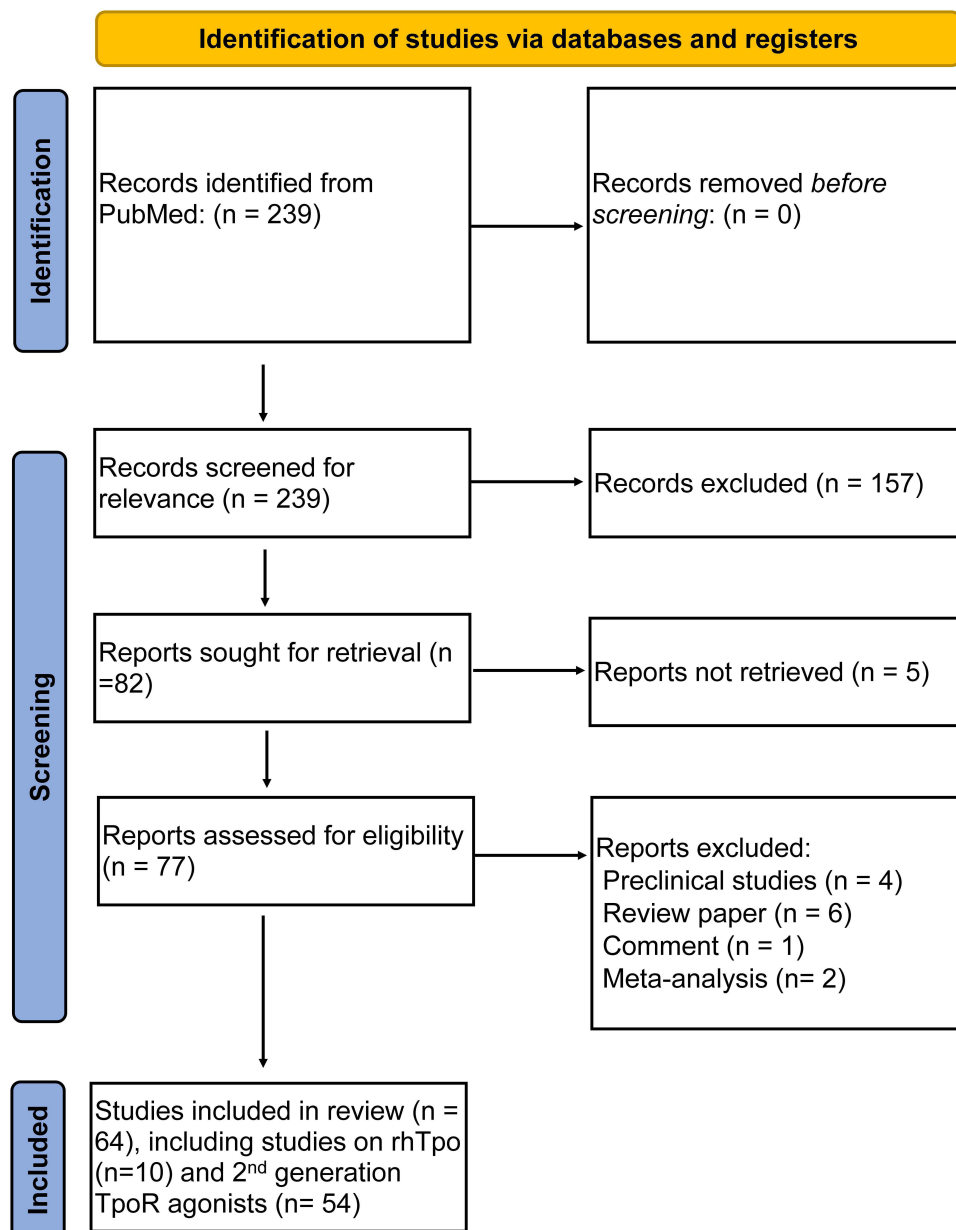 Identification of studies via databases and registers
Identification
Records identified from
PubMed: (n = 239)
Records removed before
screening: (n = 0)
Screening
Records screened for
relevance (n = 239)
Records excluded (n = 157)
Reports sought for retrieval (n
=82)
Reports not retrieved (n = 5)
Reports assessed for eligibility
(n = 77)
Reports excluded:
Preclinical studies (n = 4)
Review paper (n = 6)
Comment (n = 1)
Meta-analysis (n= 2)
Included
Studies included in review (n =
64), including studies on rhTpo
(n=10) and 2nd generation
TpoR agonists (n= 54)